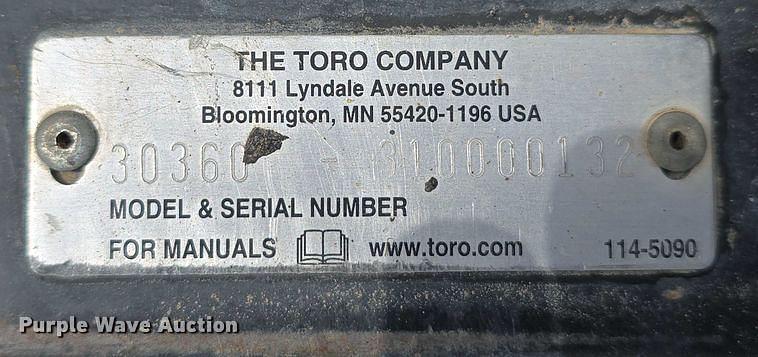 THE TORO COMPANY
8111 Lyndale Avenue South
Bloomington, MN 55420-1196 USA
30360 - 310000132
MODEL & SERIAL NUMBER
FOR MANUALS www.toro.com 114-5090
Purple Wave Auction